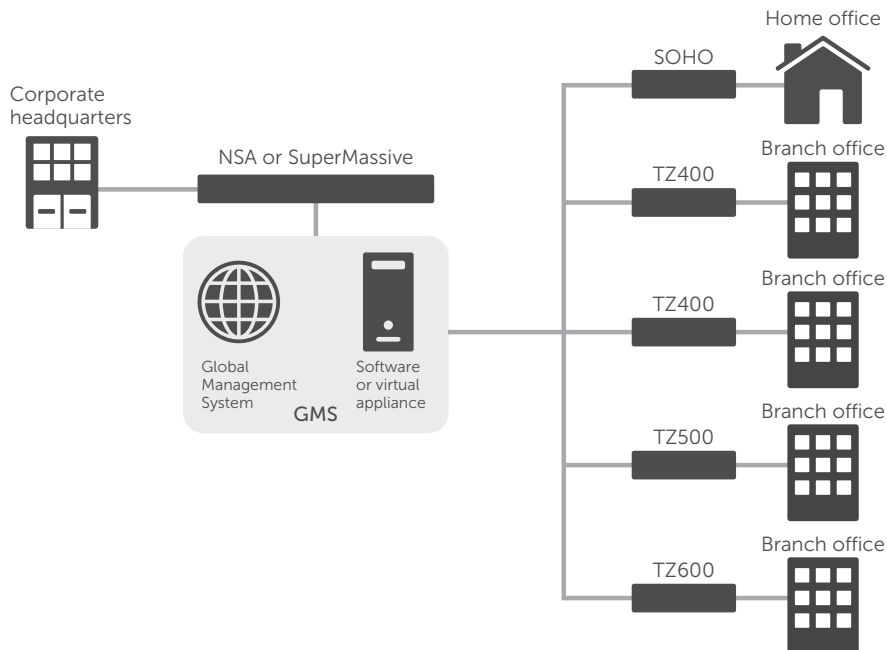 Corporate
headquarters
NSA or SuperMassive
Global
Management
System
Software
or virtual
appliance
GMS
SOHO
Home office
TZ400
Branch office
TZ400
Branch office
TZ500
Branch office
TZ600
Branch office